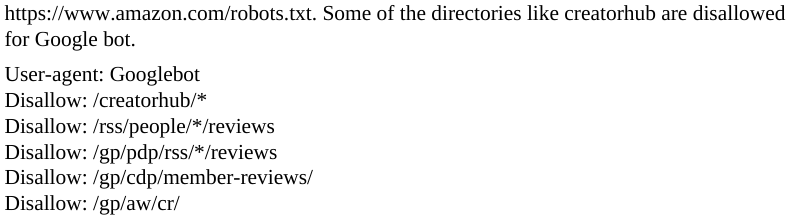 https://www.amazon.com/robots.txt. Some of the directories like creatorhub are disallowed
for Google bot.
User-agent: Googlebot
Disallow: /creatorhub/*
Disallow: /rss/people/*/reviews
Disallow: /gp/pdp/rss/*/reviews
Disallow: /gp/cdp/member-reviews/
Disallow: /gp/aw/cr/